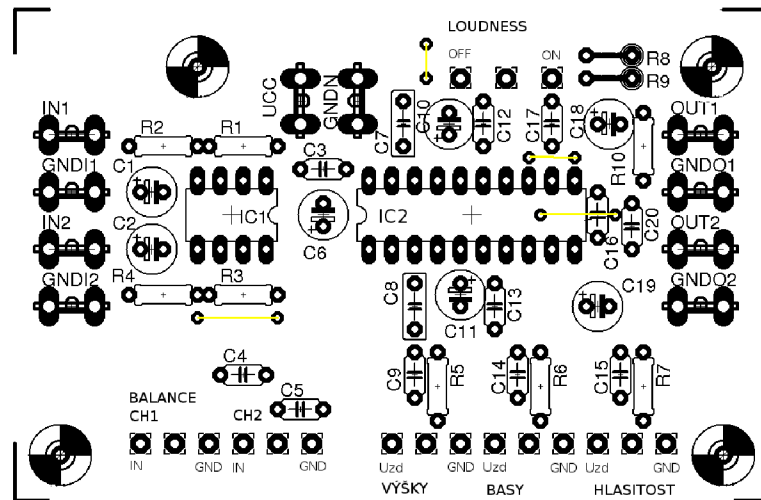 LOUDNESS
OFF
ON
R8
R9
UCC
GNDN
IN1
R2
R1
C7
C10
C12
C17
C18
R10
OUT1
GNDI1
C1
C3
GNDO1
IN2
C2
IC1
C6
IC2
C16
C20
OUT2
GNDI2
R4
R3
C8
C11
C13
C19
GNDO2
C4
C5
C9
R5
C14
R6
C15
R7
BALANCE
CH1
CH2
IN
GND
IN
GND
Uzd
GND
Uzd
GND
Uzd
GND
VÝŠKY
BASY
HLASITOST